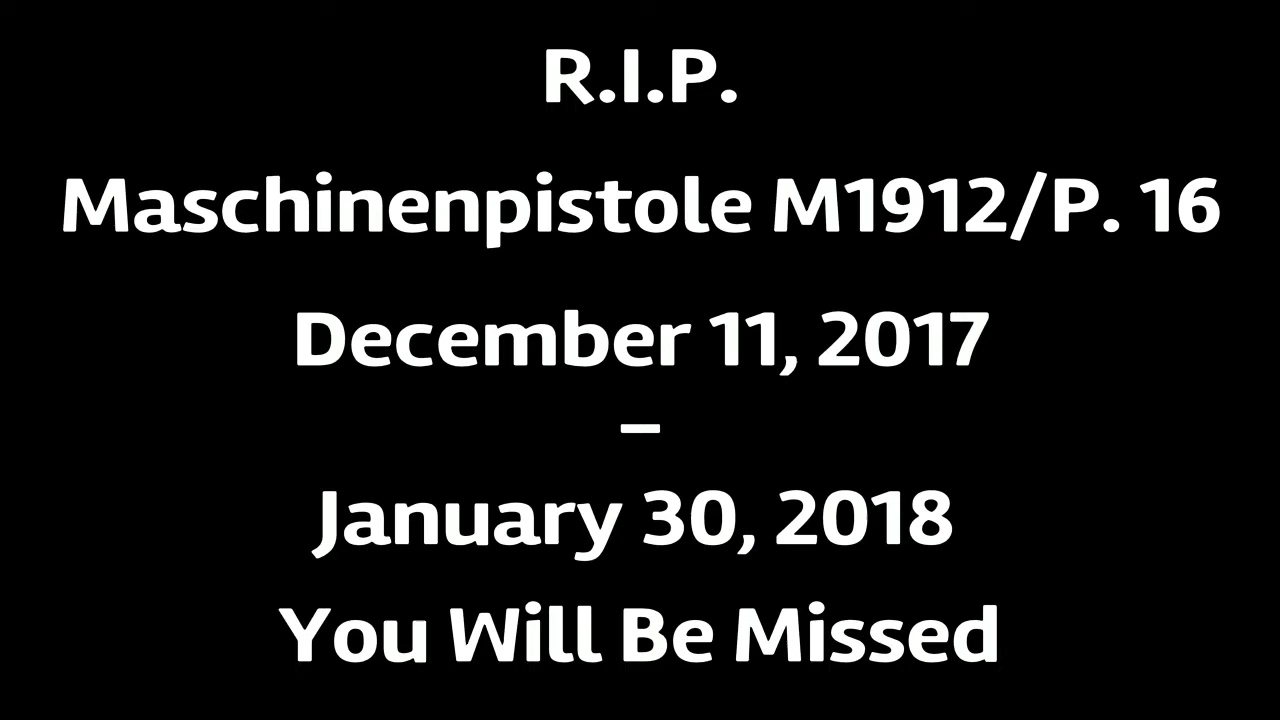 R.I.P.
Maschinenpistole M1912/P. 16
December 11, 2017
–
January 30, 2018
You Will Be Missed